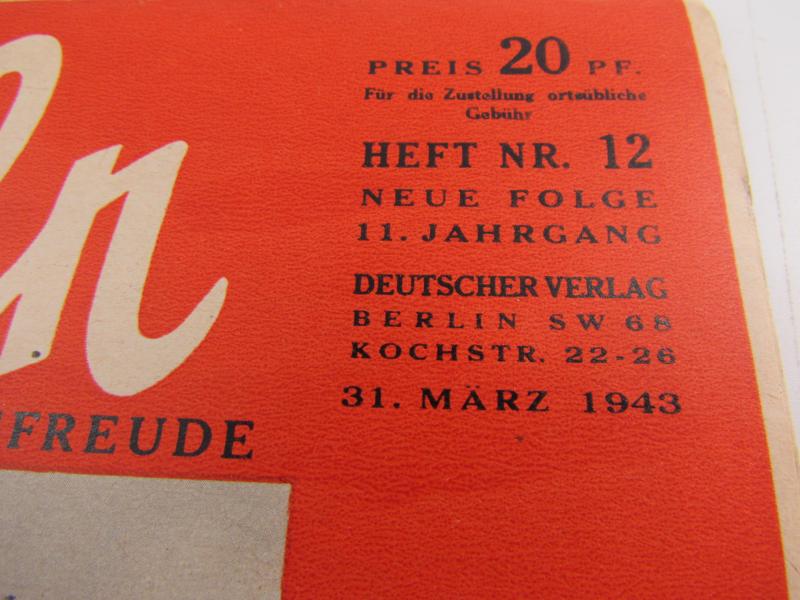 PREIS 20 PF.
Für die Zustellung ortsübliche
Gebühr
HEFT NR. 12
NEUE FOLGE
11. JAHRGANG
DEUTSCHER VERLAG
BERLIN SW 68
KOCHSTR. 22-26
31. MÄRZ 1943
ln
FREUDE